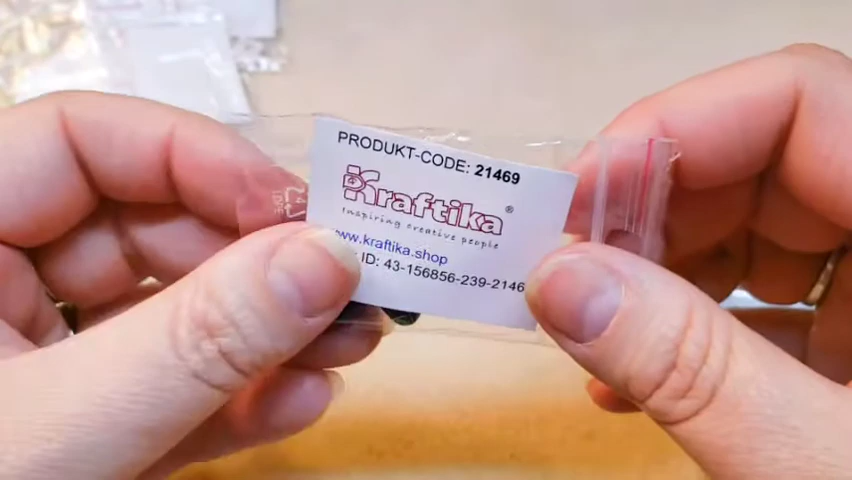 PRODUKT-CODE: 21469
Kraftika®
Inspiring creative people
www.kraftika.shop
ID: 43-156856-239-2146